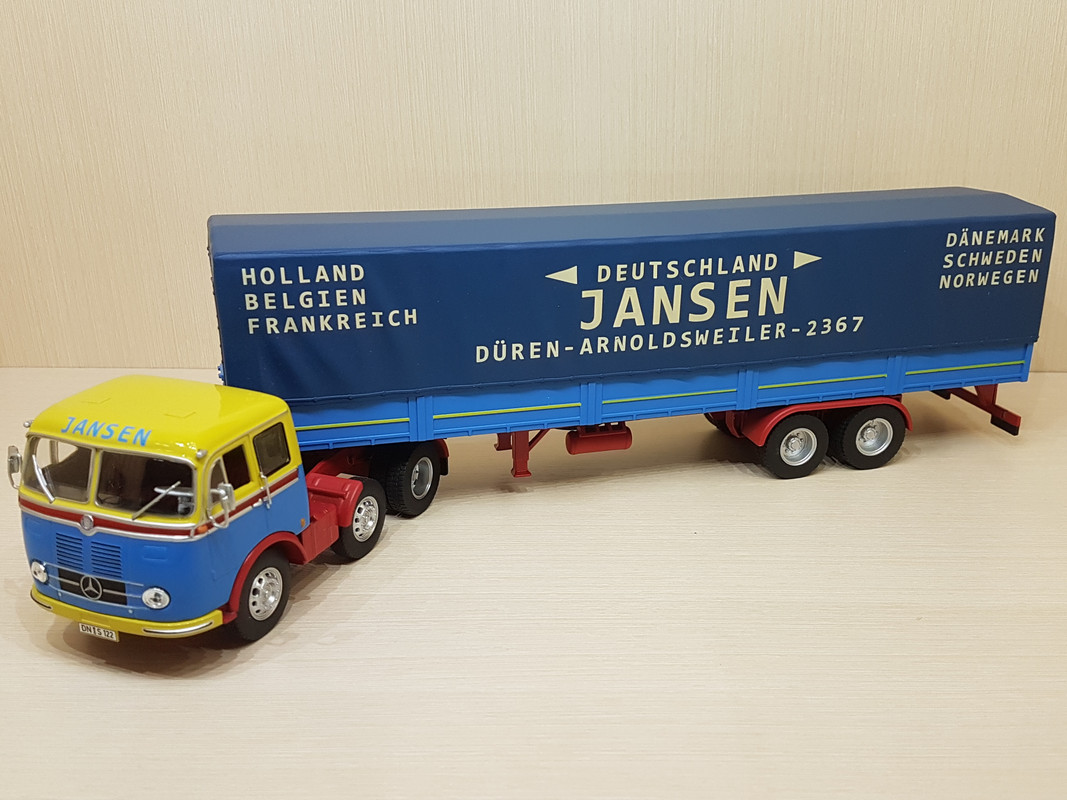 HOLLAND
BELGIEN
FRANKREICH
DEUTSCHLAND
JANSEN
DÜREN-ARNOLDSWEILER-2367
DÄNEMARK
SCHWEDEN
NORWEGEN
JANSEN